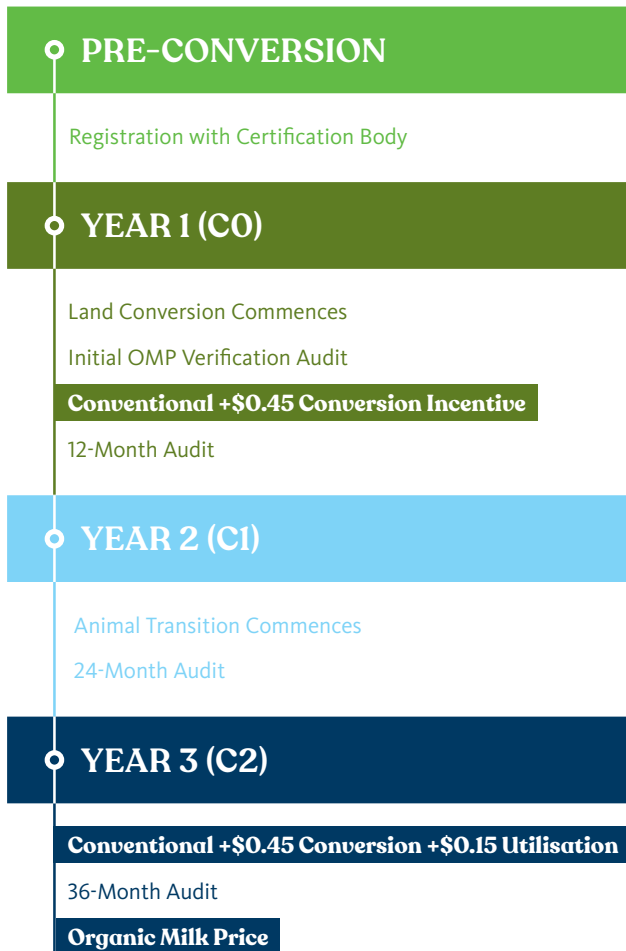 PRE-CONVERSION
Registration with Certification Body
YEAR 1 (C0)
Land Conversion Commences
Initial OMP Verification Audit
Conventional +$0.45 Conversion Incentive
12-Month Audit
YEAR 2 (C1)
Animal Transition Commences
24-Month Audit
YEAR 3 (C2)
Conventional +$0.45 Conversion +$0.15 Utilisation
36-Month Audit
Organic Milk Price